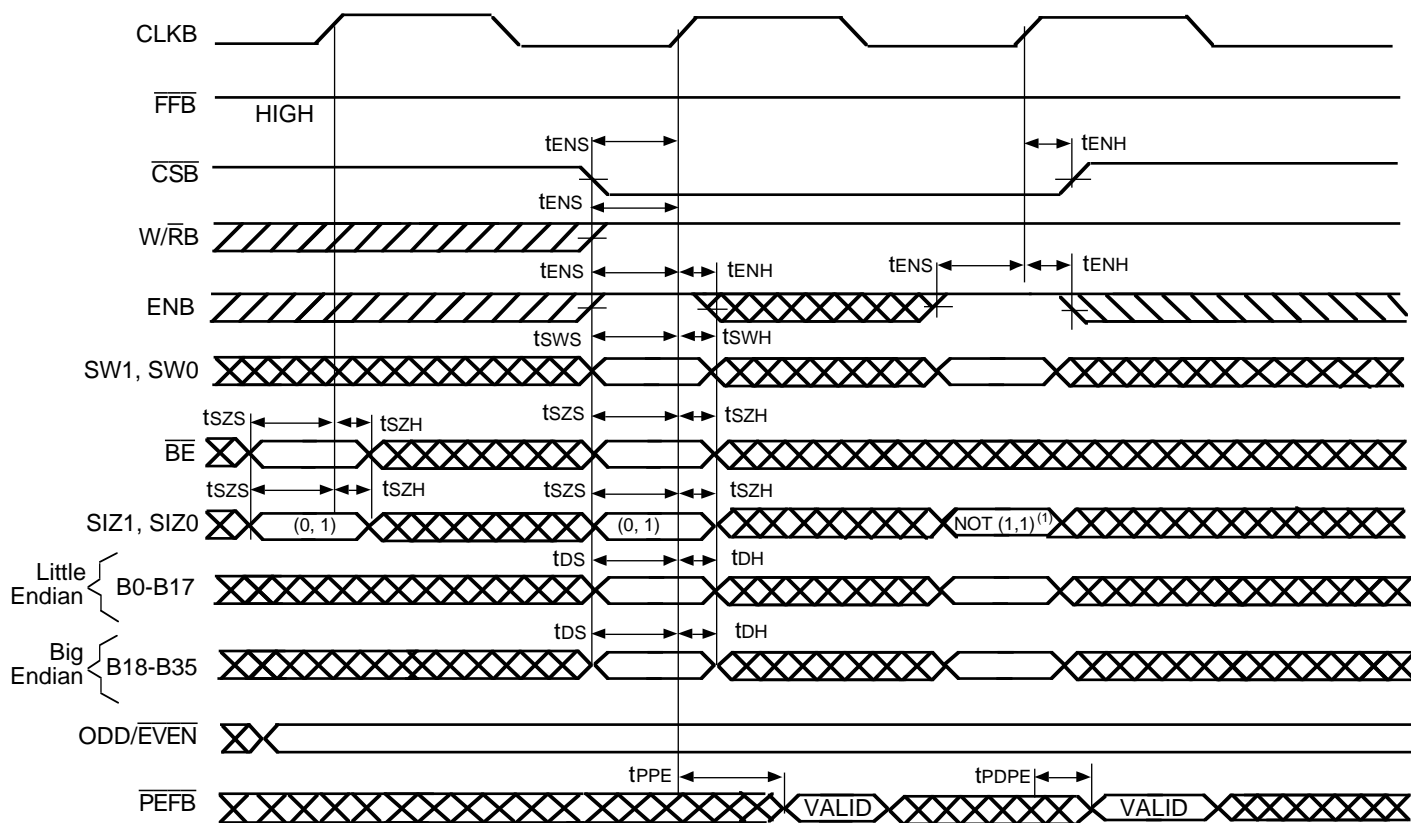 CLKB
FFB
HIGH
tENS
tENH
CSB
tENS
W/RB
tENS
tENH
tENS
tENH
ENB
tSWS
tSWH
SW1, SW0
tSZS
tSZH
tSZS
tSZH
BE
tSZS
tSZH
tSZS
tSZH
SIZ1, SIZ0
(0, 1)
(0, 1)
NOT (1,1)(1)
tDS
tDH
Little Endian
B0-B17
tDS
tDH
Big Endian
B18-B35
ODD/EVEN
tPPE
tPDPE
PEFB
VALID
VALID